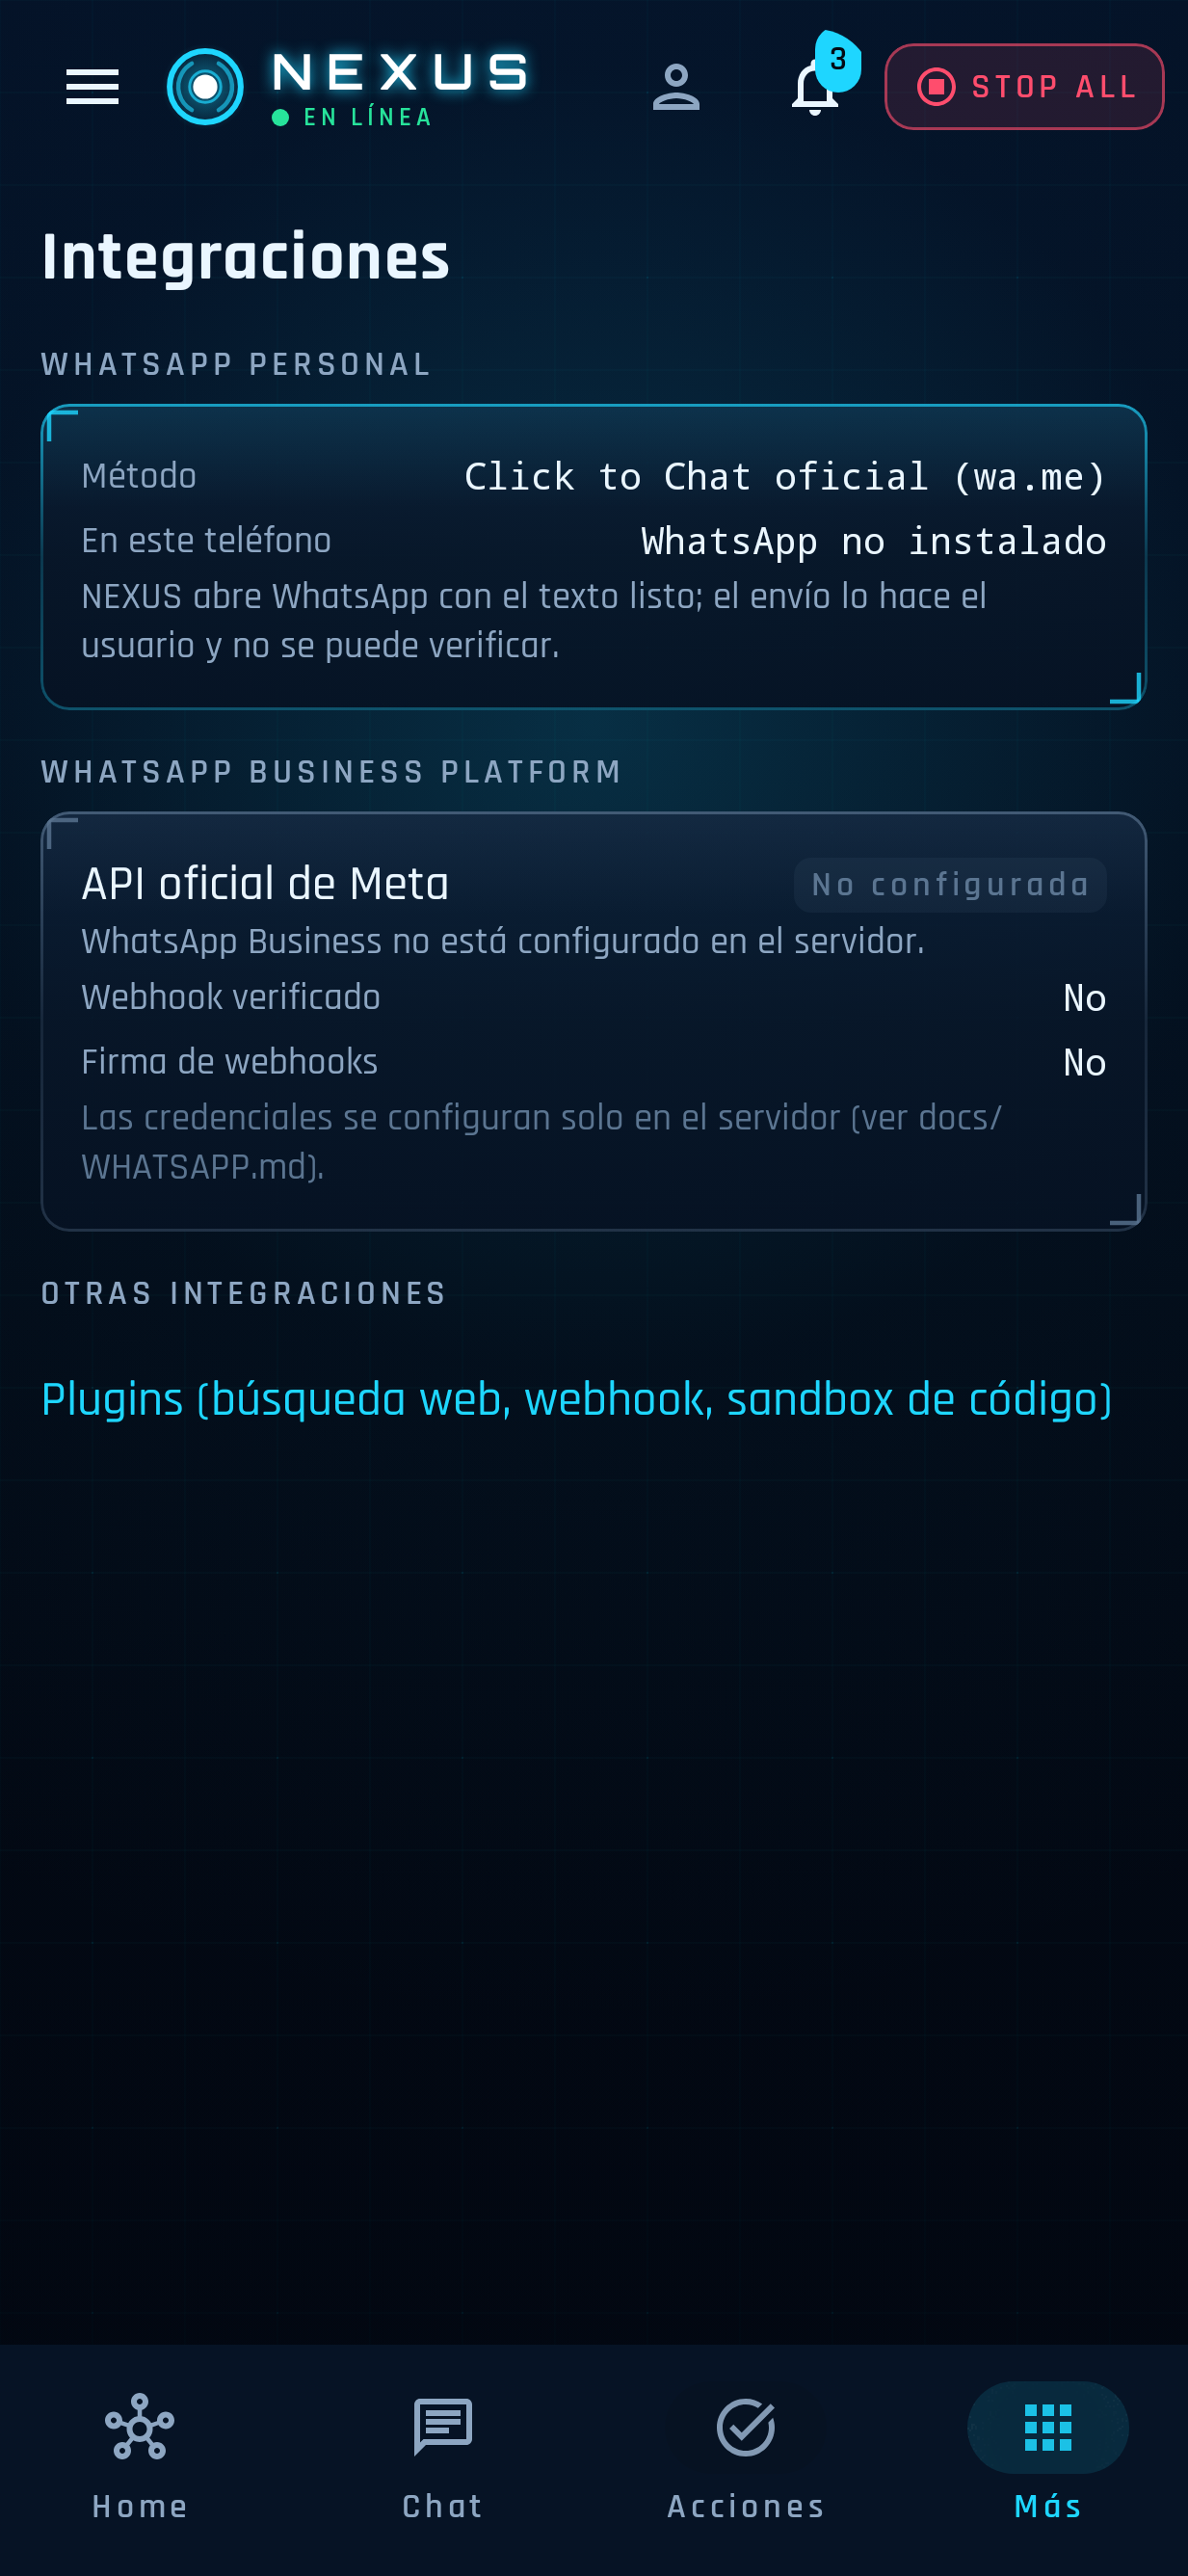 NEXUS
EN LÍNEA
3
STOP ALL
Integraciones
WHATSAPP PERSONAL
Método Click to Chat oficial (wa.me)
En este teléfono WhatsApp no instalado
NEXUS abre WhatsApp con el texto listo; el envío lo hace el
usuario y no se puede verificar.
WHATSAPP BUSINESS PLATFORM
API oficial de Meta No configurada
WhatsApp Business no está configurado en el servidor.
Webhook verificado No
Firma de webhooks No
Las credenciales se configuran solo en el servidor (ver docs/
WHATSAPP.md).
OTRAS INTEGRACIONES
Plugins (búsqueda web, webhook, sandbox de código)
Home Chat Acciones Más